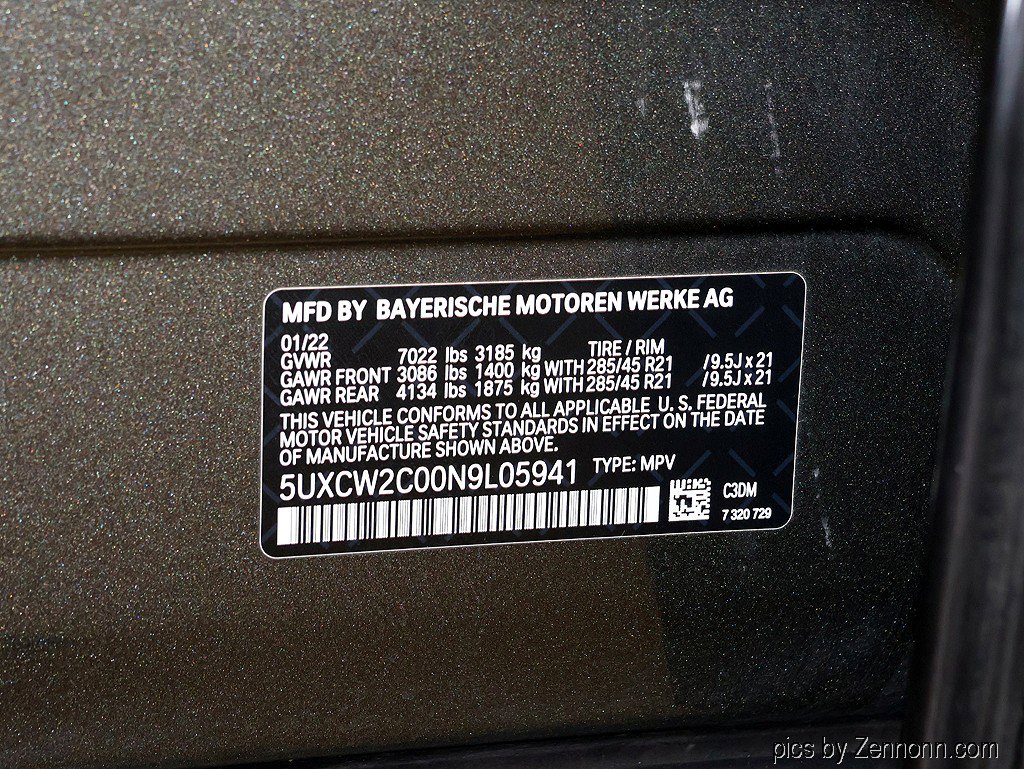 MFD BY BAYERISCHE MOTOREN WERKE AG
01/22
GVWR 7022 lbs 3185 kg TIRE / RIM
GAWR FRONT 3086 lbs 1400 kg WITH 285/45 R21 / 9.5J x 21
GAWR REAR 4134 lbs 1875 kg WITH 285/45 R21 / 9.5J x 21
THIS VEHICLE CONFORMS TO ALL APPLICABLE U. S. FEDERAL
MOTOR VEHICLE SAFETY STANDARDS IN EFFECT ON THE DATE
OF MANUFACTURE SHOWN ABOVE.
5UXCW2C00N9L05941 TYPE: MPV
C3DM
7 320 729
pics by Zennonn.com